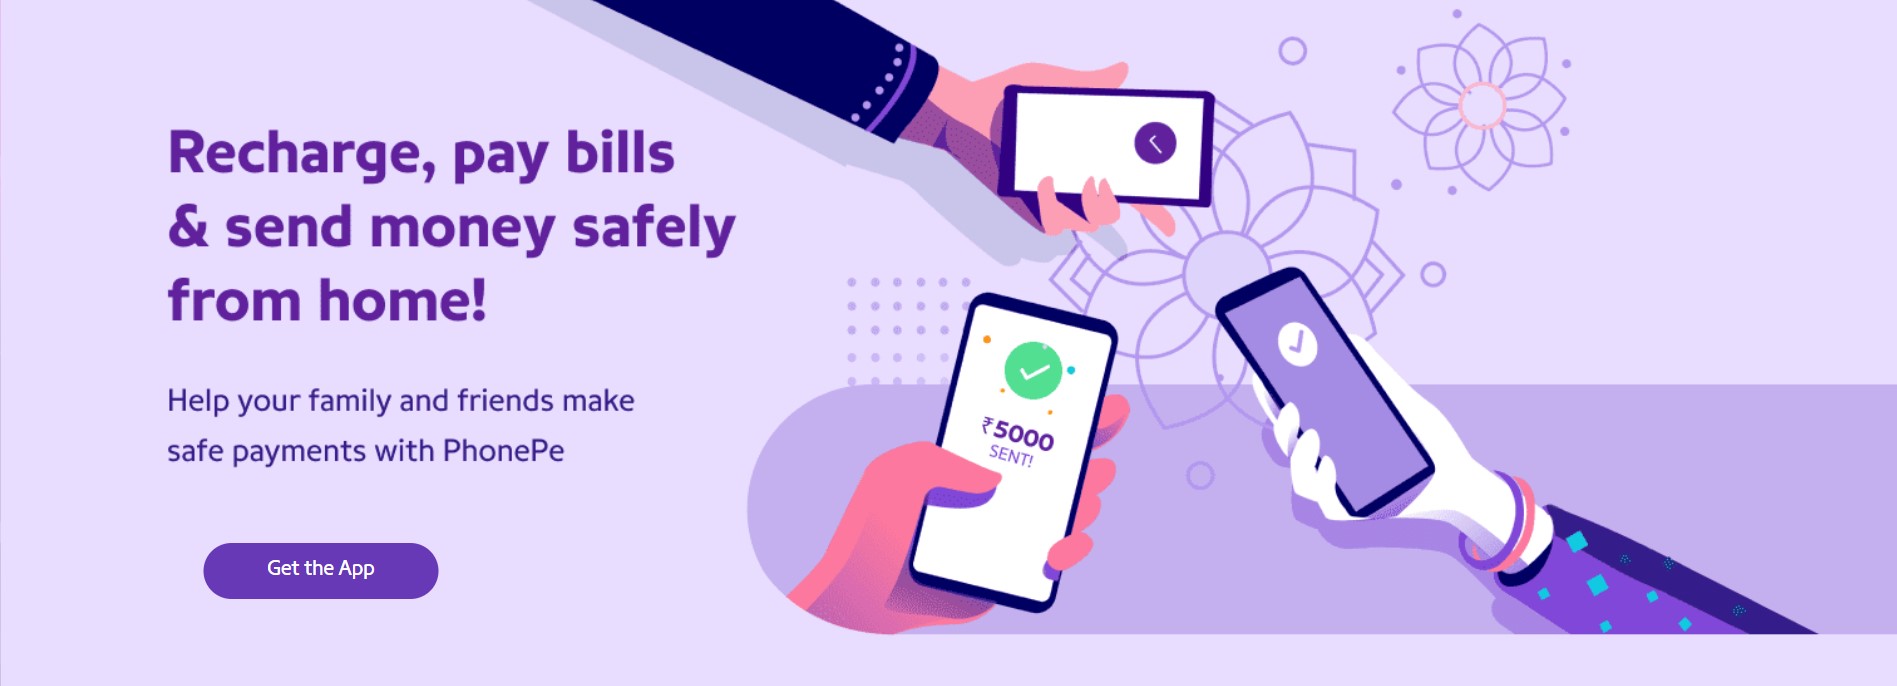 Recharge, pay bills
& send money safely
from home!
Help your family and friends make
safe payments with PhonePe
Get the App
₹5000
SENT!